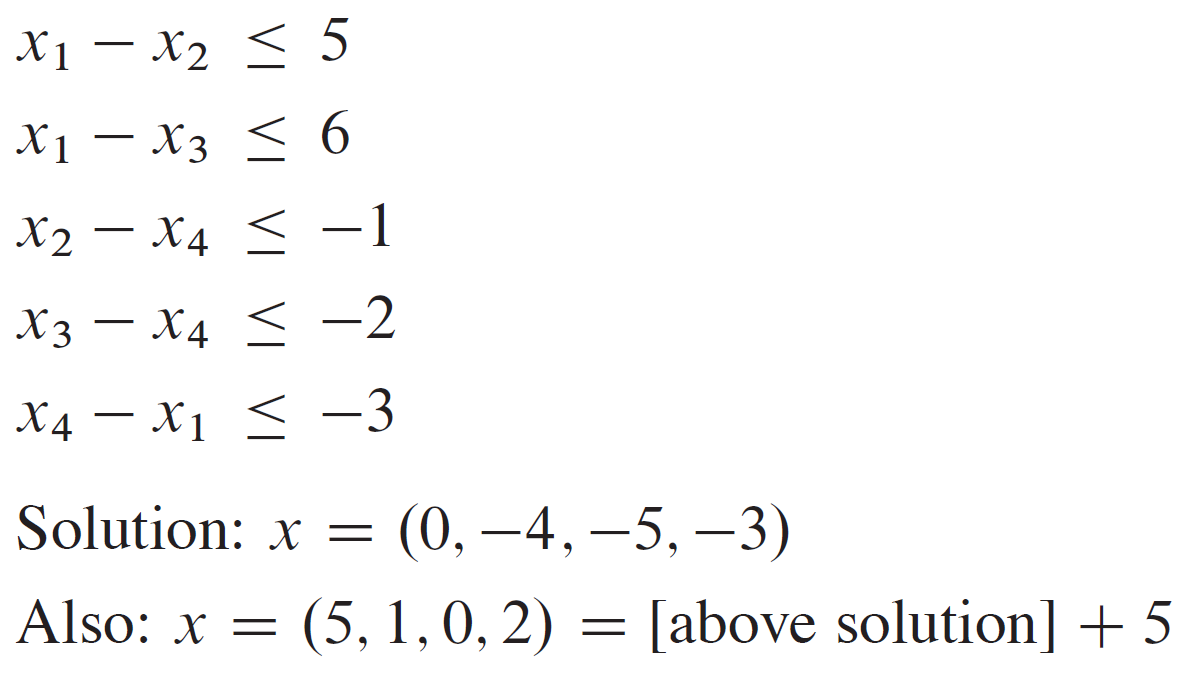 x₁ − x₂ ≤ 5
x₁ − x₃ ≤ 6
x₂ − x₄ ≤ −1
x₃ − x₄ ≤ −2
x₄ − x₁ ≤ −3
Solution: x = (0, −4, −5, −3)
Also: x = (5, 1, 0, 2) = [above solution] + 5